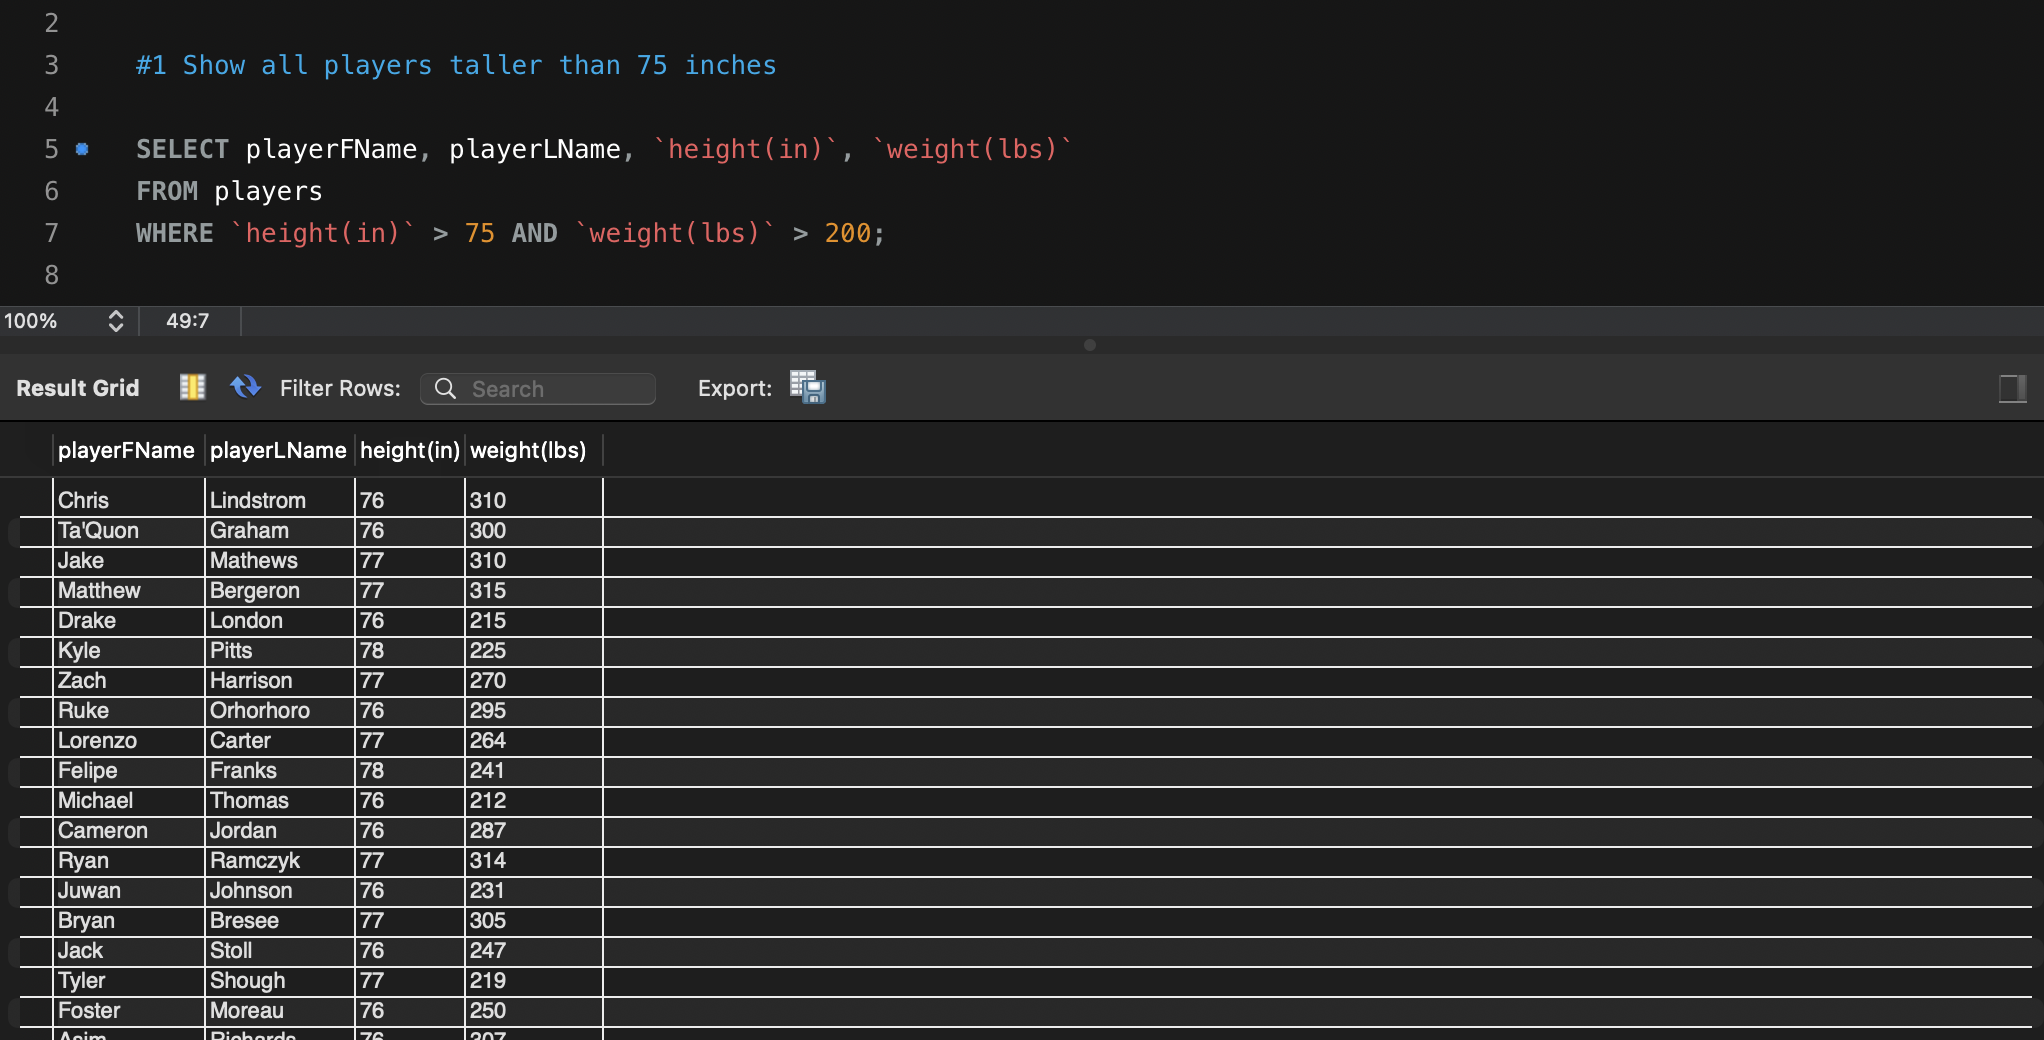 2
3 #1 Show all players taller than 75 inches
4
5 SELECT playerFName, playerLName, `height(in)`, `weight(lbs)`
6 FROM players
7 WHERE `height(in)` > 75 AND `weight(lbs)` > 200;
8
100% 49:7
Result Grid Filter Rows: Search Export:
playerFName playerLName height(in) weight(lbs)
Chris Lindstrom 76 310
Ta'Quon Graham 76 300
Jake Mathews 77 310
Matthew Bergeron 77 315
Drake London 76 215
Kyle Pitts 78 225
Zach Harrison 77 270
Ruke Orhorhoro 76 295
Lorenzo Carter 77 264
Felipe Franks 78 241
Michael Thomas 76 212
Cameron Jordan 76 287
Ryan Ramczyk 77 314
Juwan Johnson 76 231
Bryan Bresee 77 305
Jack Stoll 76 247
Tyler Shough 77 219
Foster Moreau 76 250
Asim Richards 76 307